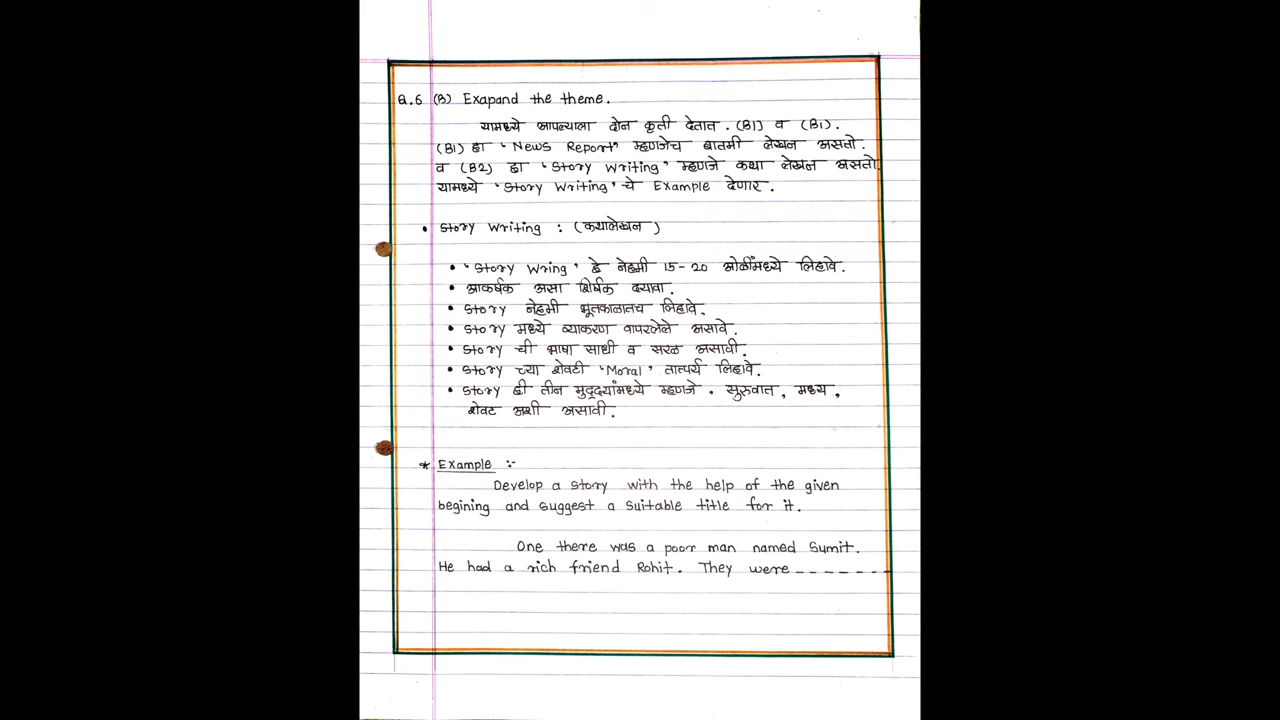 Q.6 (B) Exapand the theme.
यामध्ये आपल्याला दोन कृती देतात. (B1) व (B1).
(B1) हा "News Report" म्हणजेच बातमी लेखन असतो.
व (B2) हा 'Story Writing' म्हणजे कथा लेखन असतो.
यामध्ये 'Story Writing' चे Example देणार.
• Story Writing : (कथालेखन)
• 'Story Wring' हे नेहमी 15-20 ओळींमध्ये लिहावे.
• आकर्षक असा शिर्षक दयावा.
• Story नेहमी भूतकाळातच लिहावे.
• Story मध्ये व्याकरण वापरलेले असावे.
• Story ची भाषा साधी व सरळ असावी.
• Story च्या शेवटी 'Moral' तात्पर्य लिहावे.
• Story ही तीन मुद्द्यांमध्ये म्हणजे. सुरुवात, मध्य,
शेवट अशी असावी.
* Example :-
Develop a story with the help of the given
begining and suggest a suitable title for it.
One there was a poor man named Sumit.
He had a rich friend Rohit. They were _ _ _ _ _ _ _